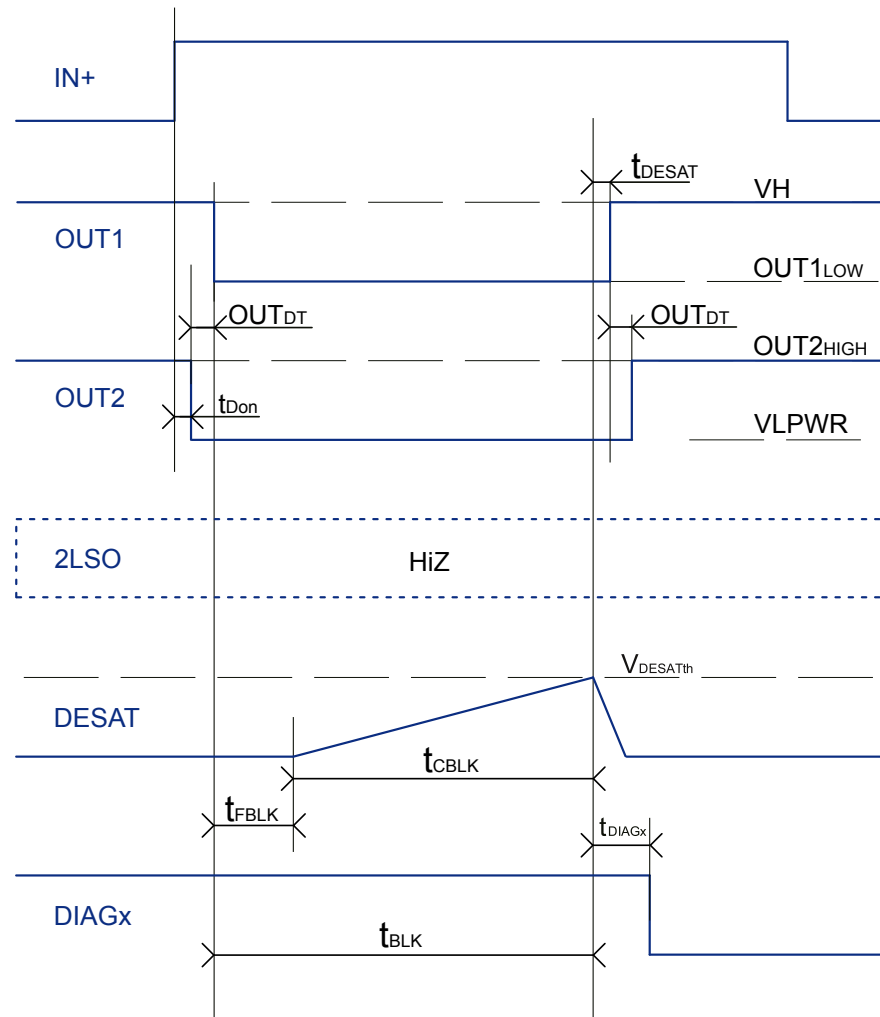 IN+
tDESAT
VH
OUT1
OUT1LOW
OUTDT
OUTDT
OUT2HIGH
OUT2
tDon
VLPWR
2LSO
HiZ
VDESATth
DESAT
tCBLK
tFBLK
tDIAGx
DIAGx
tBLK